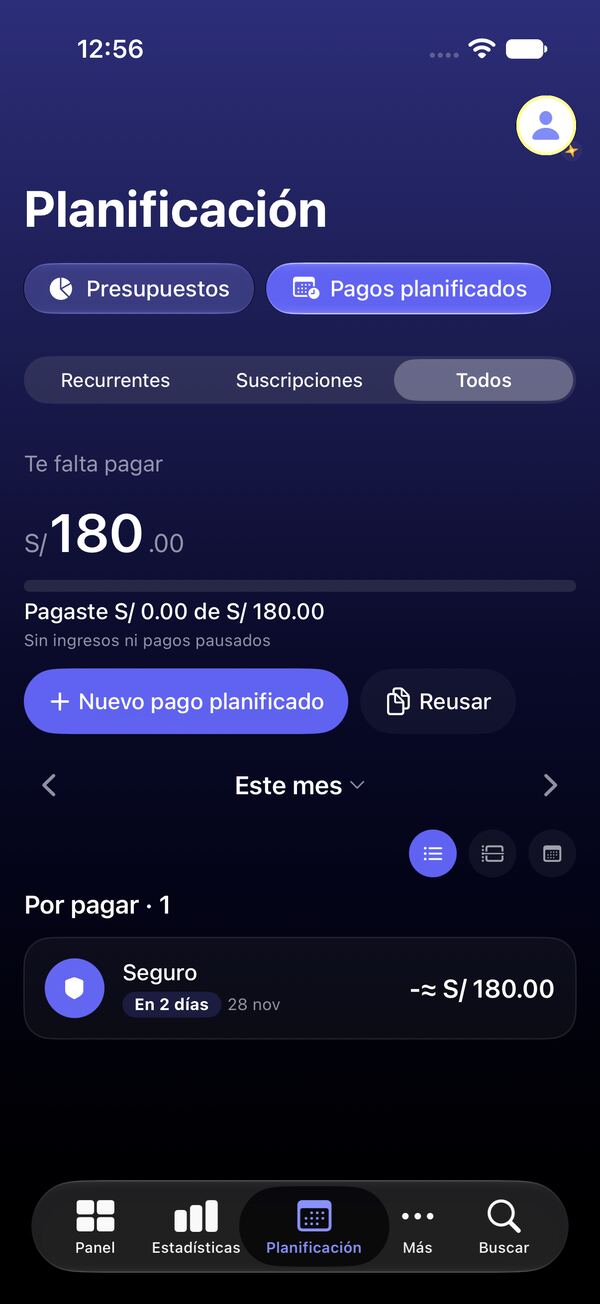 12:56
Planificación
Presupuestos
Pagos planificados
Recurrentes
Suscripciones
Todos
Te falta pagar
S/180.00
Pagaste S/ 0.00 de S/ 180.00
Sin ingresos ni pagos pausados
+ Nuevo pago planificado
Reusar
Este mes
Por pagar · 1
Seguro
En 2 días 28 nov
-≈ S/ 180.00
Panel
Estadísticas
Planificación
Más
Buscar